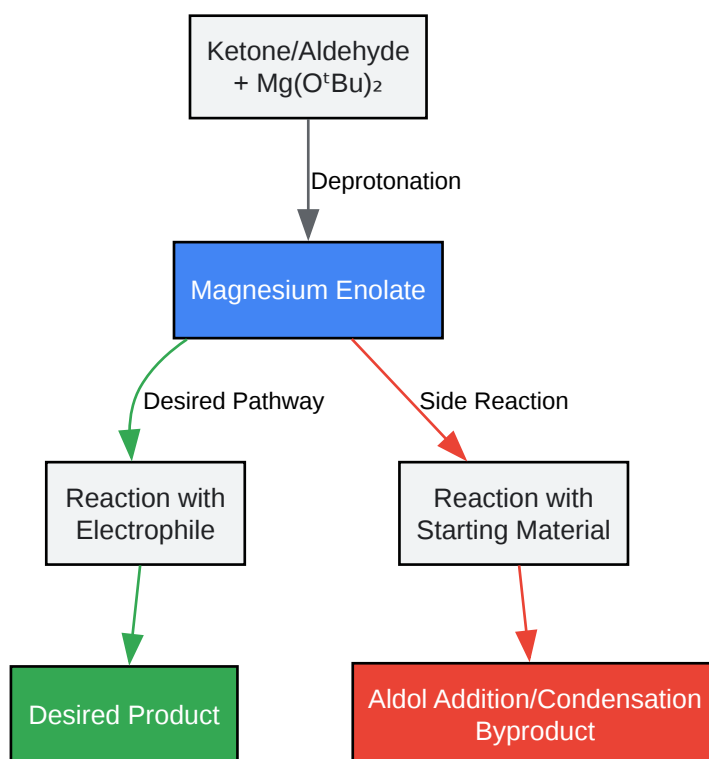 Ketone/Aldehyde
+ Mg(OᵗBu)₂
Deprotonation
Magnesium Enolate
Desired Pathway
Side Reaction
Reaction with
Electrophile
Reaction with
Starting Material
Desired Product
Aldol Addition/Condensation
Byproduct